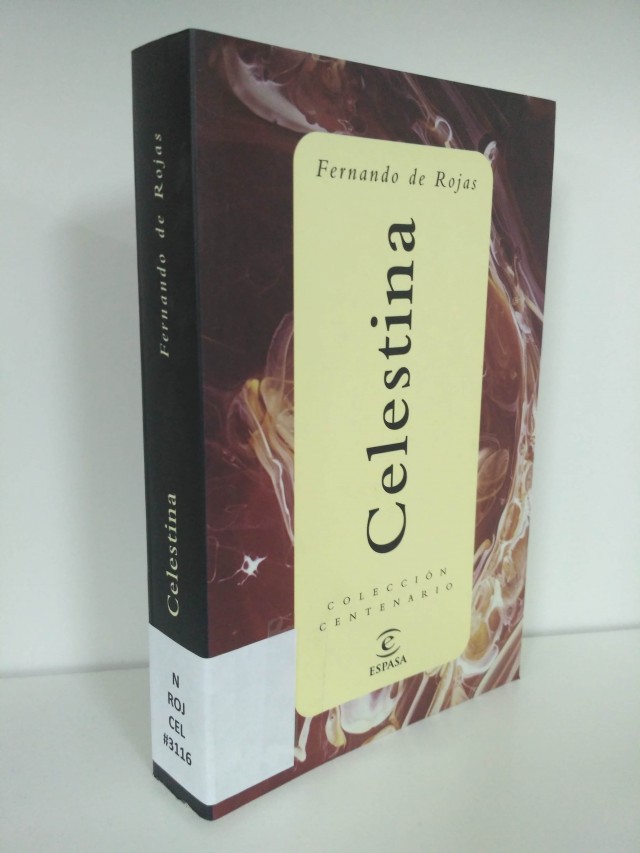 Fernando de Rojas
Celestina
COLECCIÓN
CENTENARIO
e
ESPASA
Fernando de Rojas
Celestina
N
ROJ
CEL
#3116